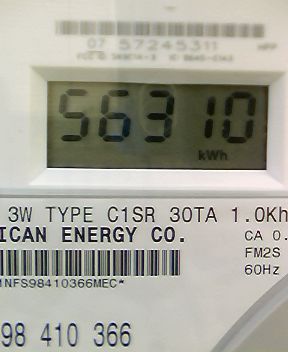 07 57245311
56310
kWh
3W TYPE C1SR 30TA 1.0Kh
ICAN ENERGY CO.
CA 0.
FM2S
60Hz
NFS98410366MEC*
98 410 366